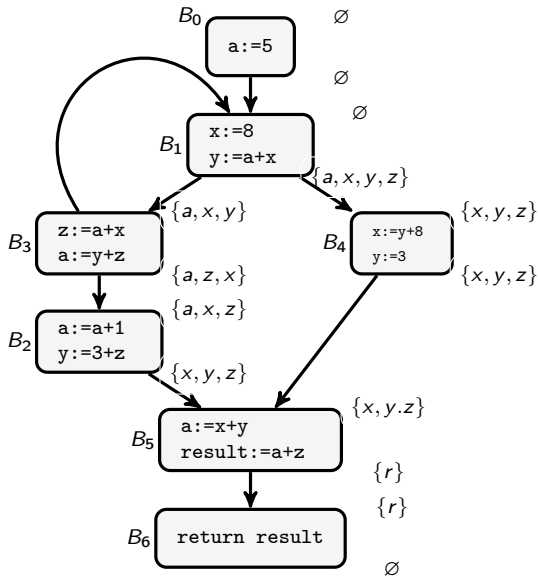 B0
∅
a:=5
∅
∅
B1
x:=8
y:=a+x
{a, x, y, z}
{a, x, y}
{x, y, z}
B3
z:=a+x
a:=y+z
B4
x:=y+8
y:=3
{a, z, x}
{x, y, z}
{a, x, z}
B2
a:=a+1
y:=3+z
{x, y, z}
{x, y.z}
B5
a:=x+y
result:=a+z
{r}
{r}
B6
return result
∅